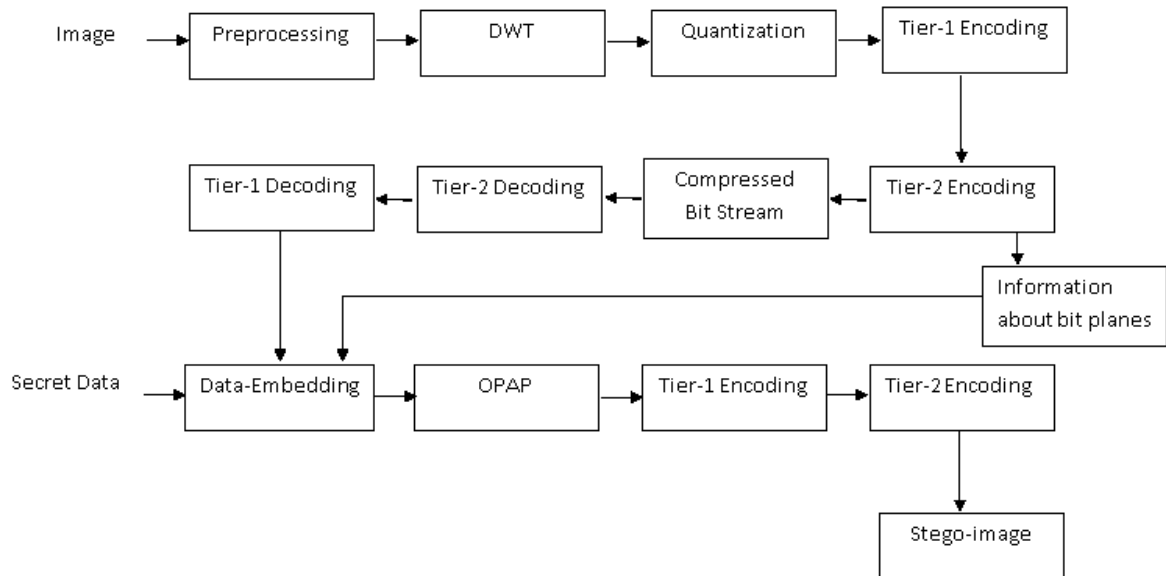 Image
Preprocessing
DWT
Quantization
Tier-1 Encoding
Tier-1 Decoding
Tier-2 Decoding
Compressed
Bit Stream
Tier-2 Encoding
Information
about bit planes
Secret Data
Data-Embedding
OPAP
Tier-1 Encoding
Tier-2 Encoding
Stego-image